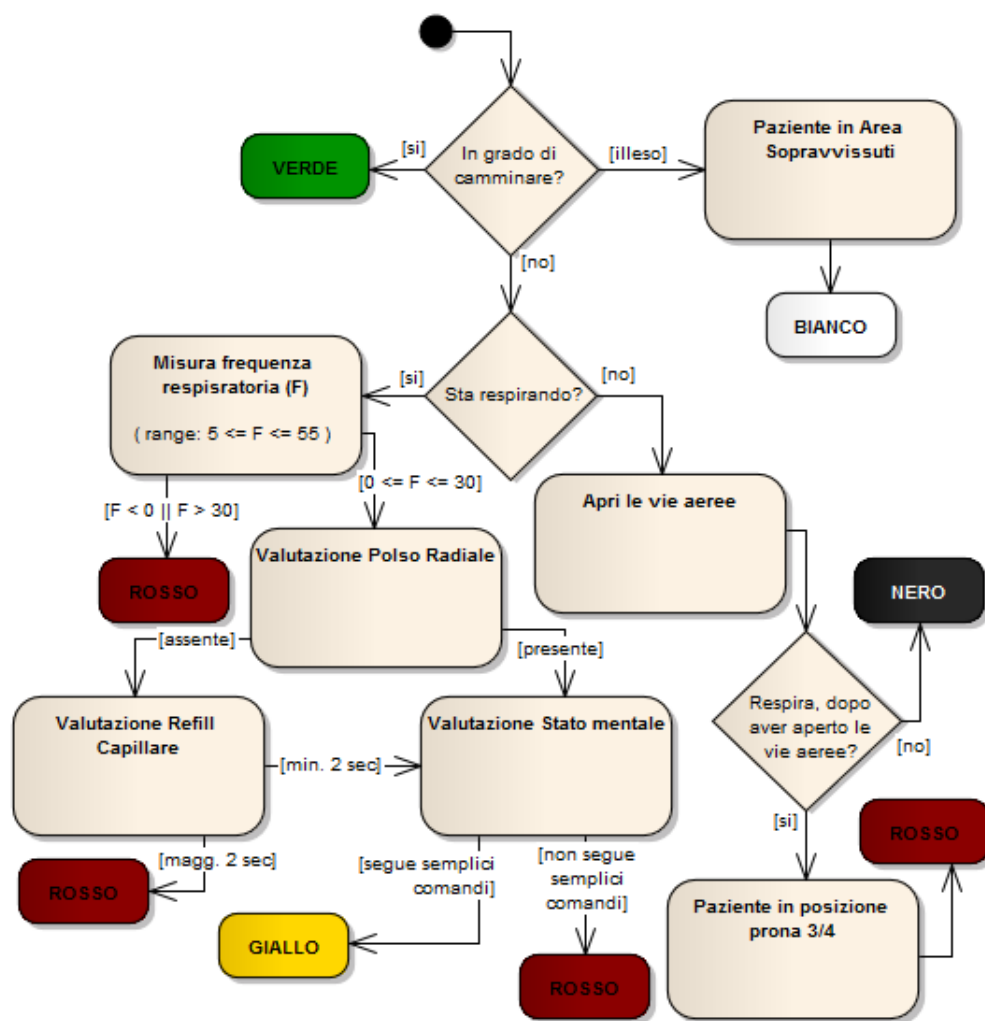 In grado di
camminare?
[si]
VERDE
[illeso]
Paziente in Area
Sopravvissuti
BIANCO
[no]
Sta respirando?
[si]
Misura frequenza
respisratoria (F)
( range: 5 <= F <= 55 )
[no]
Apri le vie aeree
[F < 0 || F > 30]
ROSSO
[0 <= F <= 30]
Valutazione Polso Radiale
[assente]
[presente]
Valutazione Refill
Capillare
[min. 2 sec]
Valutazione Stato mentale
[magg. 2 sec]
ROSSO
[segue semplici
comandi]
GIALLO
[non segue
semplici
comandi]
ROSSO
Respira, dopo
aver aperto le
vie aeree?
[no]
NERO
[si]
Paziente in posizione
prona 3/4
ROSSO